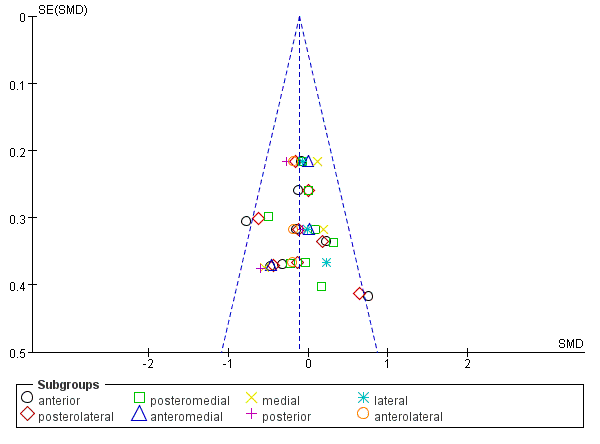 SE(SMD)
0
0.1
0.2
0.3
0.4
0.5
-2 -1 0 1 2
SMD
Subgroups
anterior posteromedial medial lateral
posterolateral anteromedial posterior anterolateral